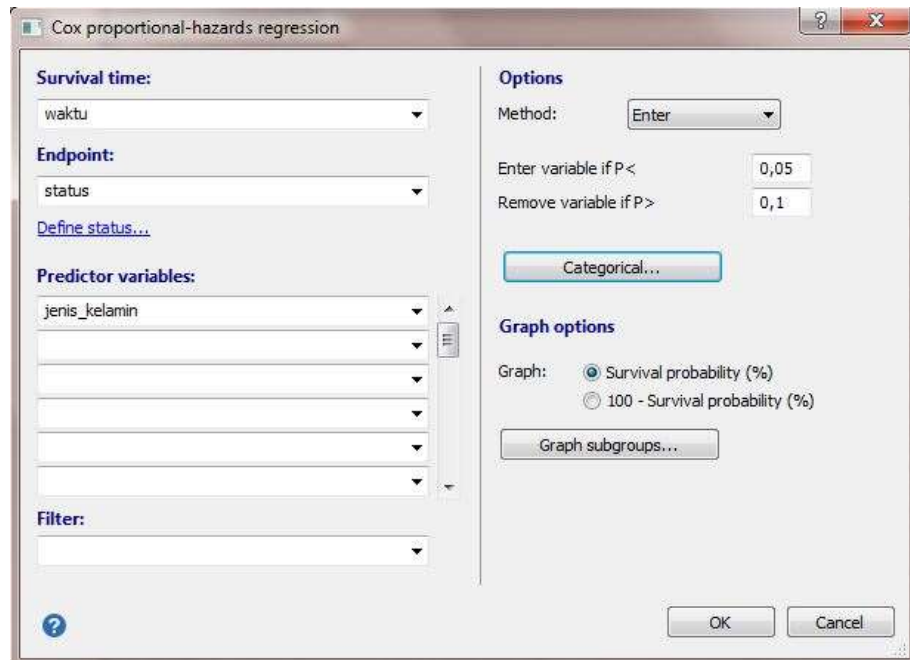 Cox proportional-hazards regression
Survival time:
waktu
Endpoint:
status
Define status...
Predictor variables:
jenis_kelamin
Filter:
Options
Method: Enter
Enter variable if P< 0,05
Remove variable if P> 0,1
Categorical...
Graph options
Graph: Survival probability (%)
100 - Survival probability (%)
Graph subgroups...
OK Cancel